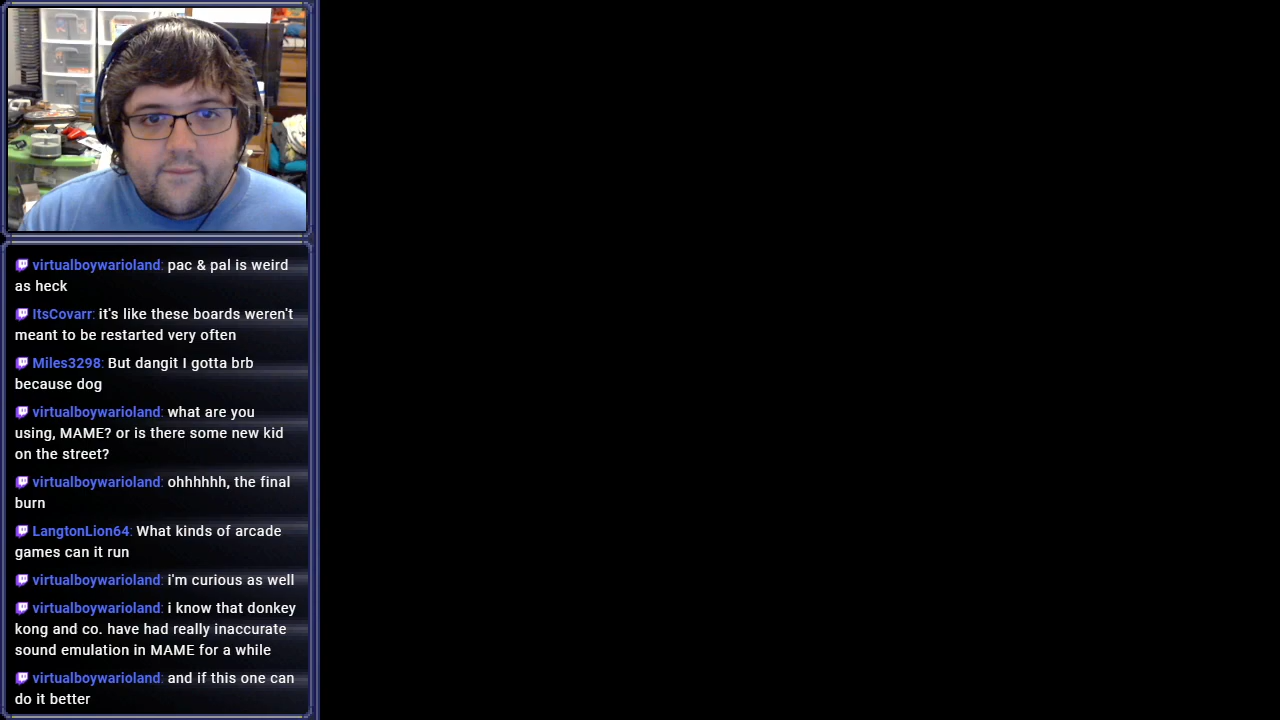 virtualboywarioland: pac & pal is weird
as heck
ItsCovarr: it's like these boards weren't
meant to be restarted very often
Miles3298: But dangit I gotta brb
because dog
virtualboywarioland: what are you
using, MAME? or is there some new kid
on the street?
virtualboywarioland: ohhhhhh, the final
burn
LangtonLion64: What kinds of arcade
games can it run
virtualboywarioland: i'm curious as well
virtualboywarioland: i know that donkey
kong and co. have had really inaccurate
sound emulation in MAME for a while
virtualboywarioland: and if this one can
do it better